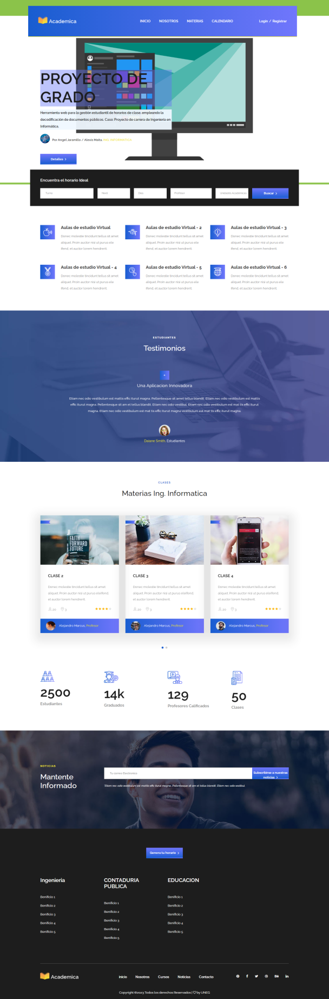 Academica
INICIO NOSOTROS MATERIAS CALENDARIO
Login / Registrar
PROYECTO DE
GRADO
Herramienta web para la gestión estudiantil de horarios de clase, empleando la
decodificación de documentos públicos. Caso: Proyecto de carrera de Ingeniería en
Informática.
Por Angel Jaramillo / Alexis Maita, ING. INFORMATICA
Detalles
Encuentra el horario Ideal
Turno Nivel Dias Profesor Unidades Académicas Buscar
Aulas de estudio Virtual
Donec molestie tincidunt tellus sit amet
aliquet. Proin auctor nisi ut purus ele
ifend, et auctor lorem hendrerit.
Aulas de estudio Virtual - 2
Donec molestie tincidunt tellus sit amet
aliquet. Proin auctor nisi ut purus ele
ifend, et auctor lorem hendrerit.
Aulas de estudio Virtual - 3
Donec molestie tincidunt tellus sit amet
aliquet. Proin auctor nisi ut purus ele
ifend, et auctor lorem hendrerit.
Aulas de estudio Virtual - 4
Donec molestie tincidunt tellus sit amet
aliquet. Proin auctor nisi ut purus ele
ifend, et auctor lorem hendrerit.
Aulas de estudio Virtual - 5
Donec molestie tincidunt tellus sit amet
aliquet. Proin auctor nisi ut purus ele
ifend, et auctor lorem hendrerit.
Aulas de estudio Virtual - 6
Donec molestie tincidunt tellus sit amet
aliquet. Proin auctor nisi ut purus ele
ifend, et auctor lorem hendrerit.
ESTUDIANTES
Testimonios
Una Aplicacion Innovadora
Etiam nec odio vestibulum est mattis effic iturut magna. Pellentesque sit amet tellus blandit. Etiam nec odio vestibulum est mattis
effic iturut magna. Pellentesque sit am et tellus blandit. Etiam nec odio vestibul. Etiam nec odio vestibulum est mat tis effic iturut
magna. Etiam nec odio vestibulum est mat tis effic iturut magna vestibulum est mat tis effic iturut magna.
Daiane Smith, Estudiantes
CLASES
Materias Ing. Informatica
FAITH
FORWARD
FUTURE
CLASE 2
Donec molestie tincidunt tellus sit amet
aliquet. Proin auctor nisi ut purus eleifend,
et auctor lorem hendrerit.
20 3
Alejandro Marcus, Profesor
CLASE 3
Donec molestie tincidunt tellus sit amet
aliquet. Proin auctor nisi ut purus eleifend,
et auctor lorem hendrerit.
20 3
Alejandro Marcus, Profesor
CLASE 4
Donec molestie tincidunt tellus sit amet
aliquet. Proin auctor nisi ut purus eleifend,
et auctor lorem hendrerit.
20 3
Alejandro Marcus, Profesor
2500
Estudiantes
14k
Graduados
129
Profesores Calificados
50
Clases
NOTICIAS
Mantente
Informado
Tu correo Electronico
Subscribirse a nuestras
noticias
*Etiam nec odio vestibulum est mattis effic iturut magna. Pellentesque sit am et tellus blandit. Etiam nec odio vestibul.
Genera tu horario
Ingenieria
Benificio 1
Benificio 2
Benificio 3
Benificio 4
Benificio 5
CONTADURIA
PUBLICA
Benificio 1
Benificio 2
Benificio 3
Benificio 4
Benificio 5
EDUCACION
Benificio 1
Benificio 2
Benificio 3
Benificio 4
Benificio 5
Academica
inicio Nosotros Cursos Noticias Contacto
Copyright ©2023 Todos los derechos Reservados | by UNEG